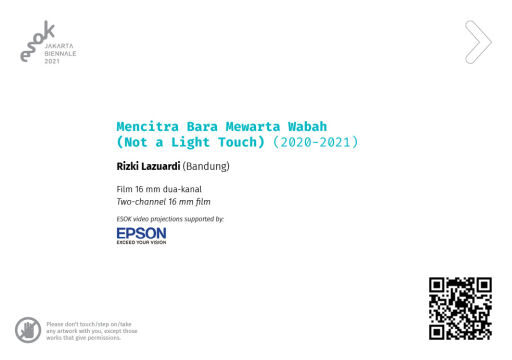 esok
JAKARTA
BIENNALE
2021
Mencitra Bara Mewarta Wabah
(Not a Light Touch) (2020-2021)
Rizki Lazuardi (Bandung)
Film 16 mm dua-kanal
Two-channel 16 mm film
ESOK video projections supported by:
EPSON
EXCEED YOUR VISION
Please don't touch/step on/take
any artwork with you, except those
works that give permissions.